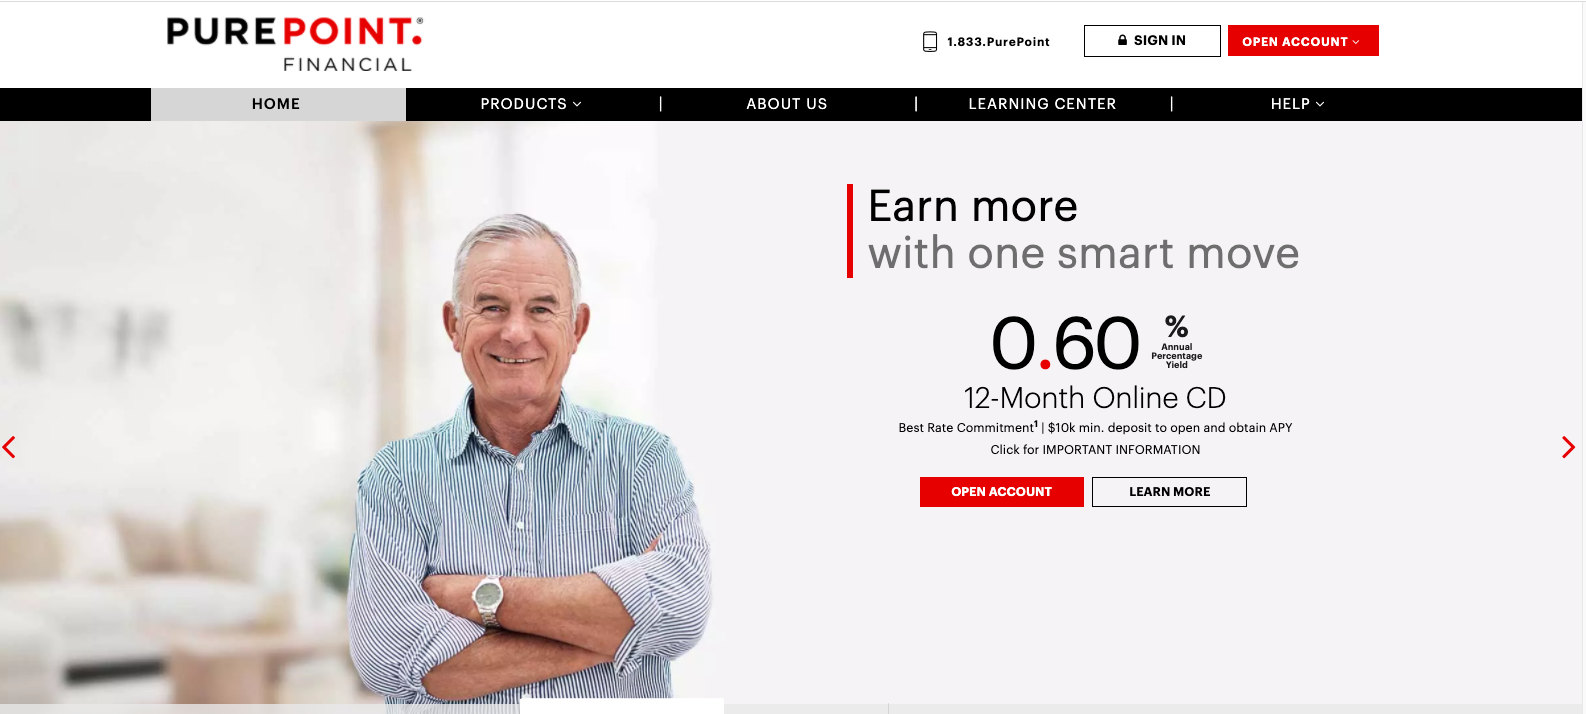 PUREPOINT.®
FINANCIAL
1.833.PurePoint
SIGN IN
OPEN ACCOUNT
HOME
PRODUCTS
|
ABOUT US
|
LEARNING CENTER
|
HELP
Earn more
with one smart move
0.60 %
Annual
Percentage
Yield
12-Month Online CD
Best Rate Commitment¹ | $10k min. deposit to open and obtain APY
Click for IMPORTANT INFORMATION
OPEN ACCOUNT
LEARN MORE